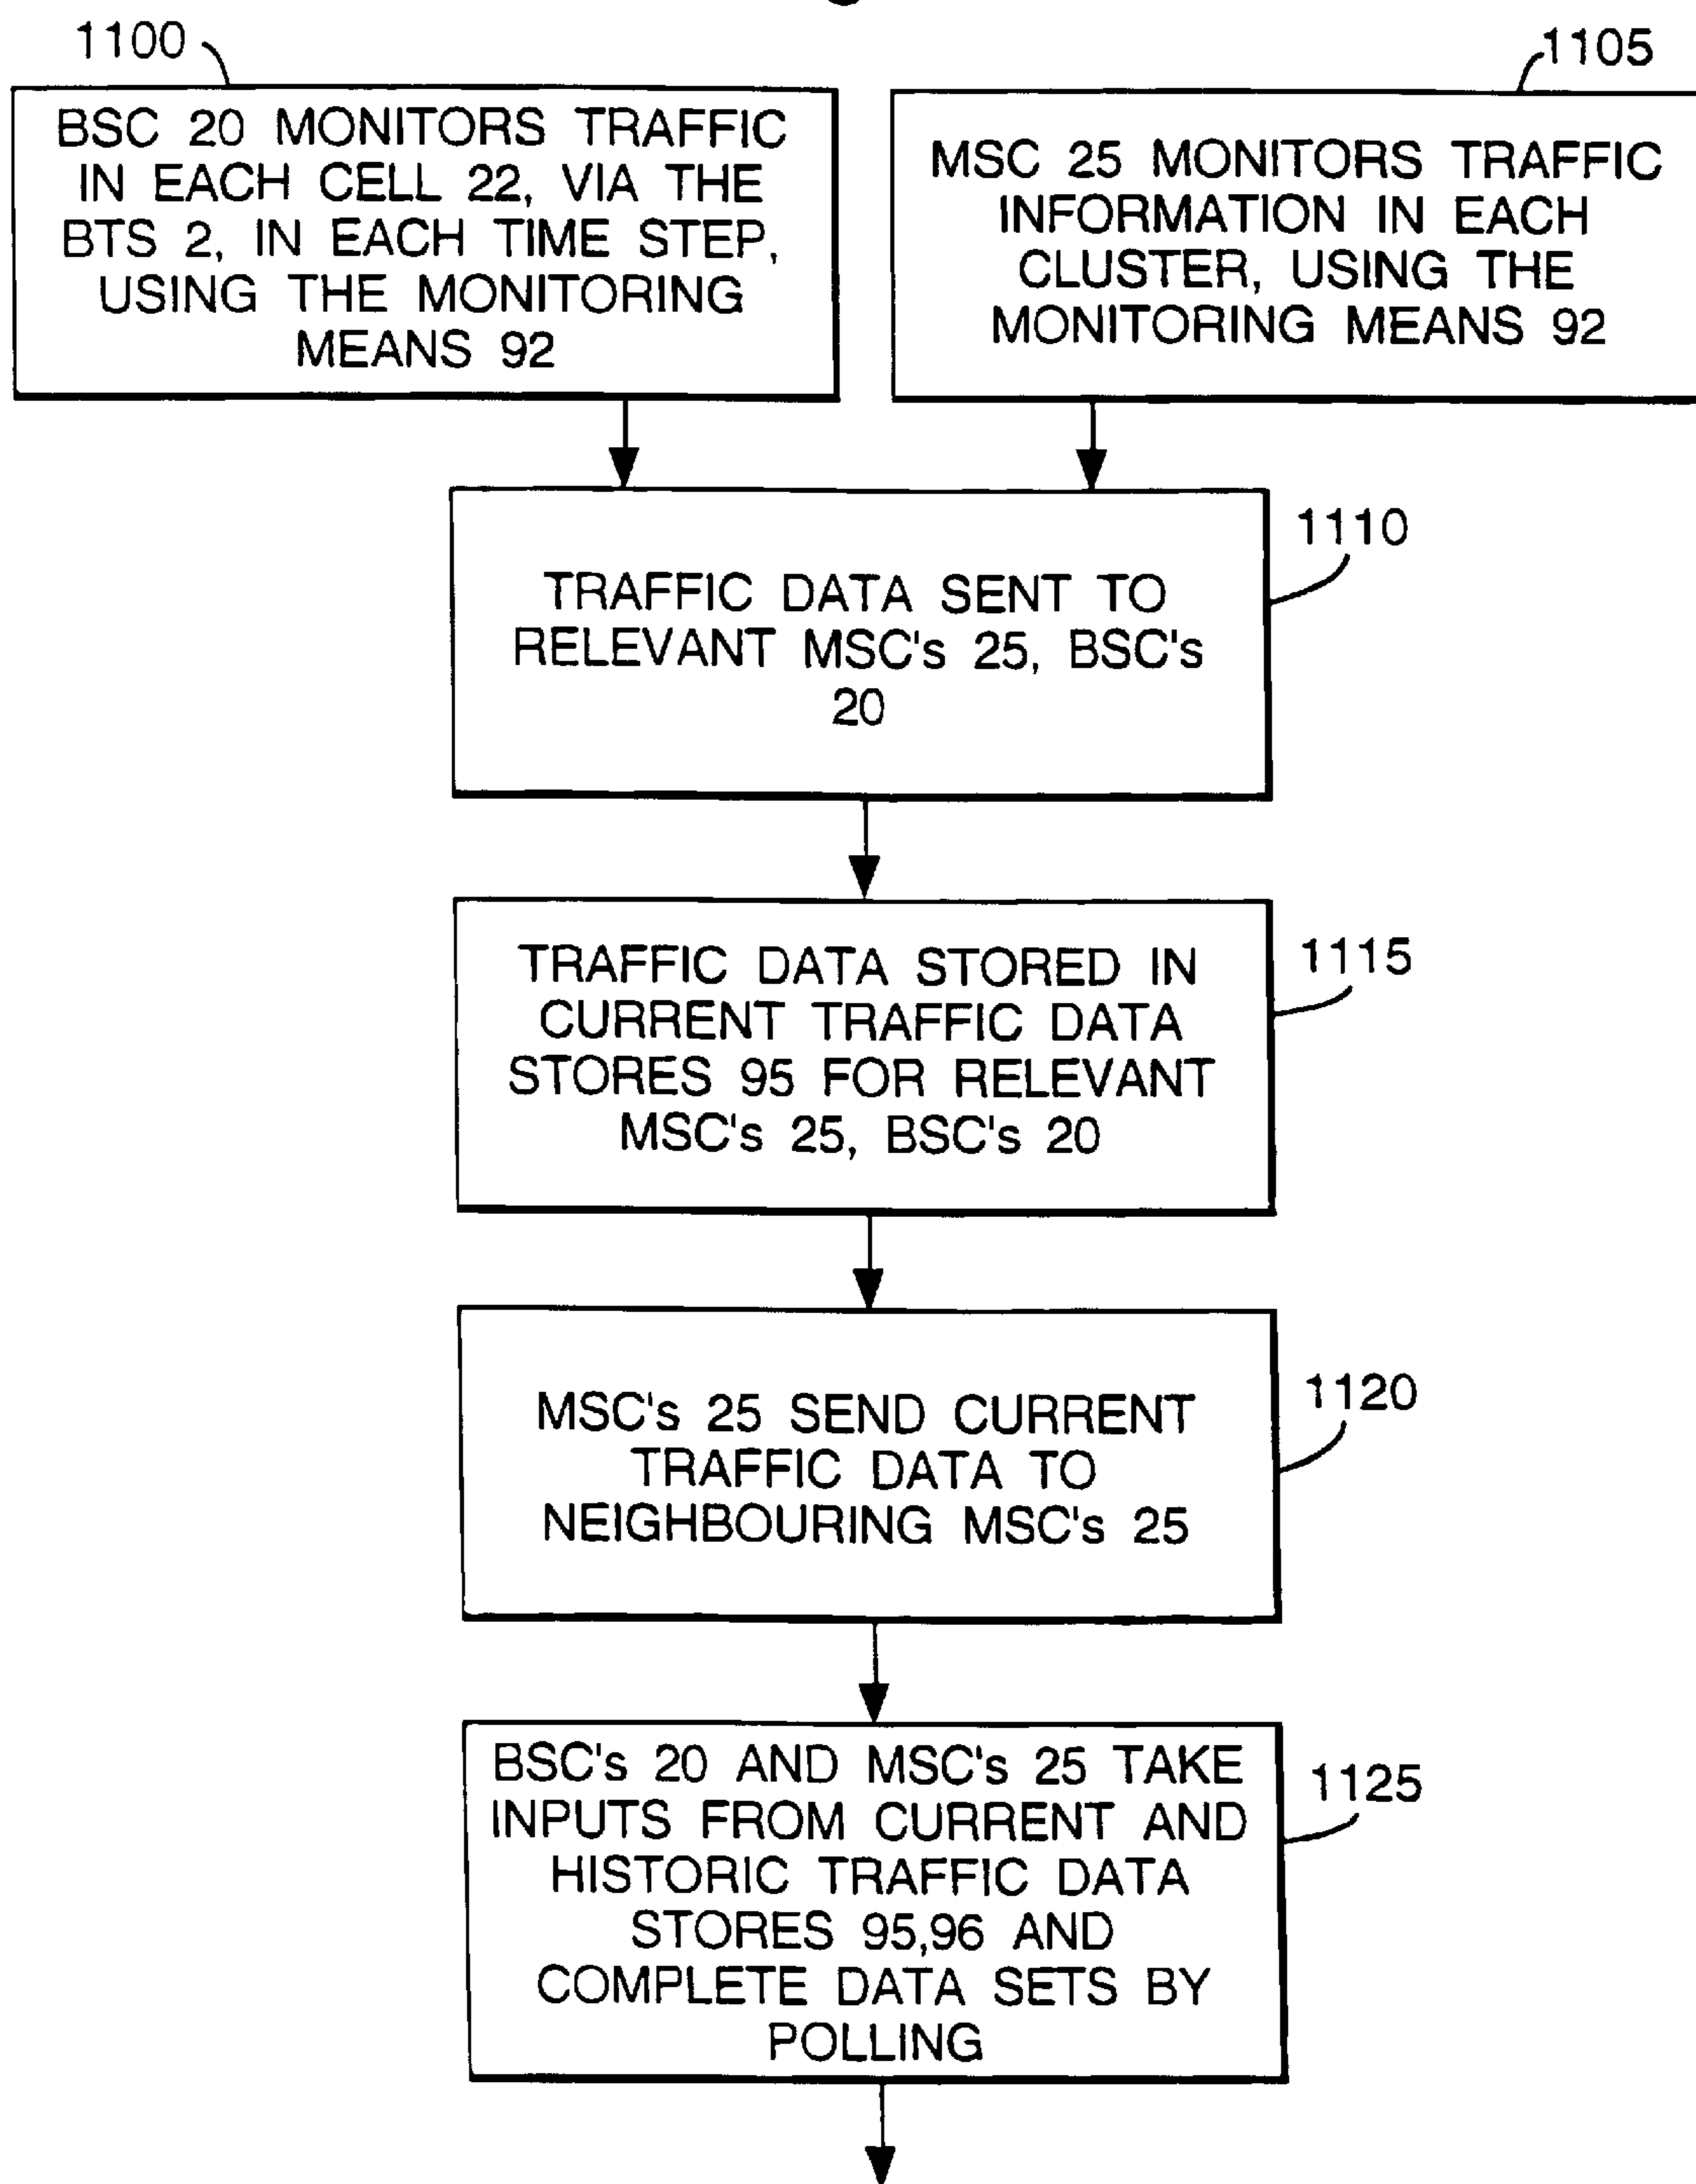 1100
BSC 20 MONITORS TRAFFIC
IN EACH CELL 22, VIA THE
BTS 2, IN EACH TIME STEP,
USING THE MONITORING
MEANS 92
1105
MSC 25 MONITORS TRAFFIC
INFORMATION IN EACH
CLUSTER, USING THE
MONITORING MEANS 92
1110
TRAFFIC DATA SENT TO
RELEVANT MSC's 25, BSC's
20
1115
TRAFFIC DATA STORED IN
CURRENT TRAFFIC DATA
STORES 95 FOR RELEVANT
MSC's 25, BSC's 20
1120
MSC's 25 SEND CURRENT
TRAFFIC DATA TO
NEIGHBOURING MSC's 25
1125
BSC's 20 AND MSC's 25 TAKE
INPUTS FROM CURRENT AND
HISTORIC TRAFFIC DATA
STORES 95,96 AND
COMPLETE DATA SETS BY
POLLING